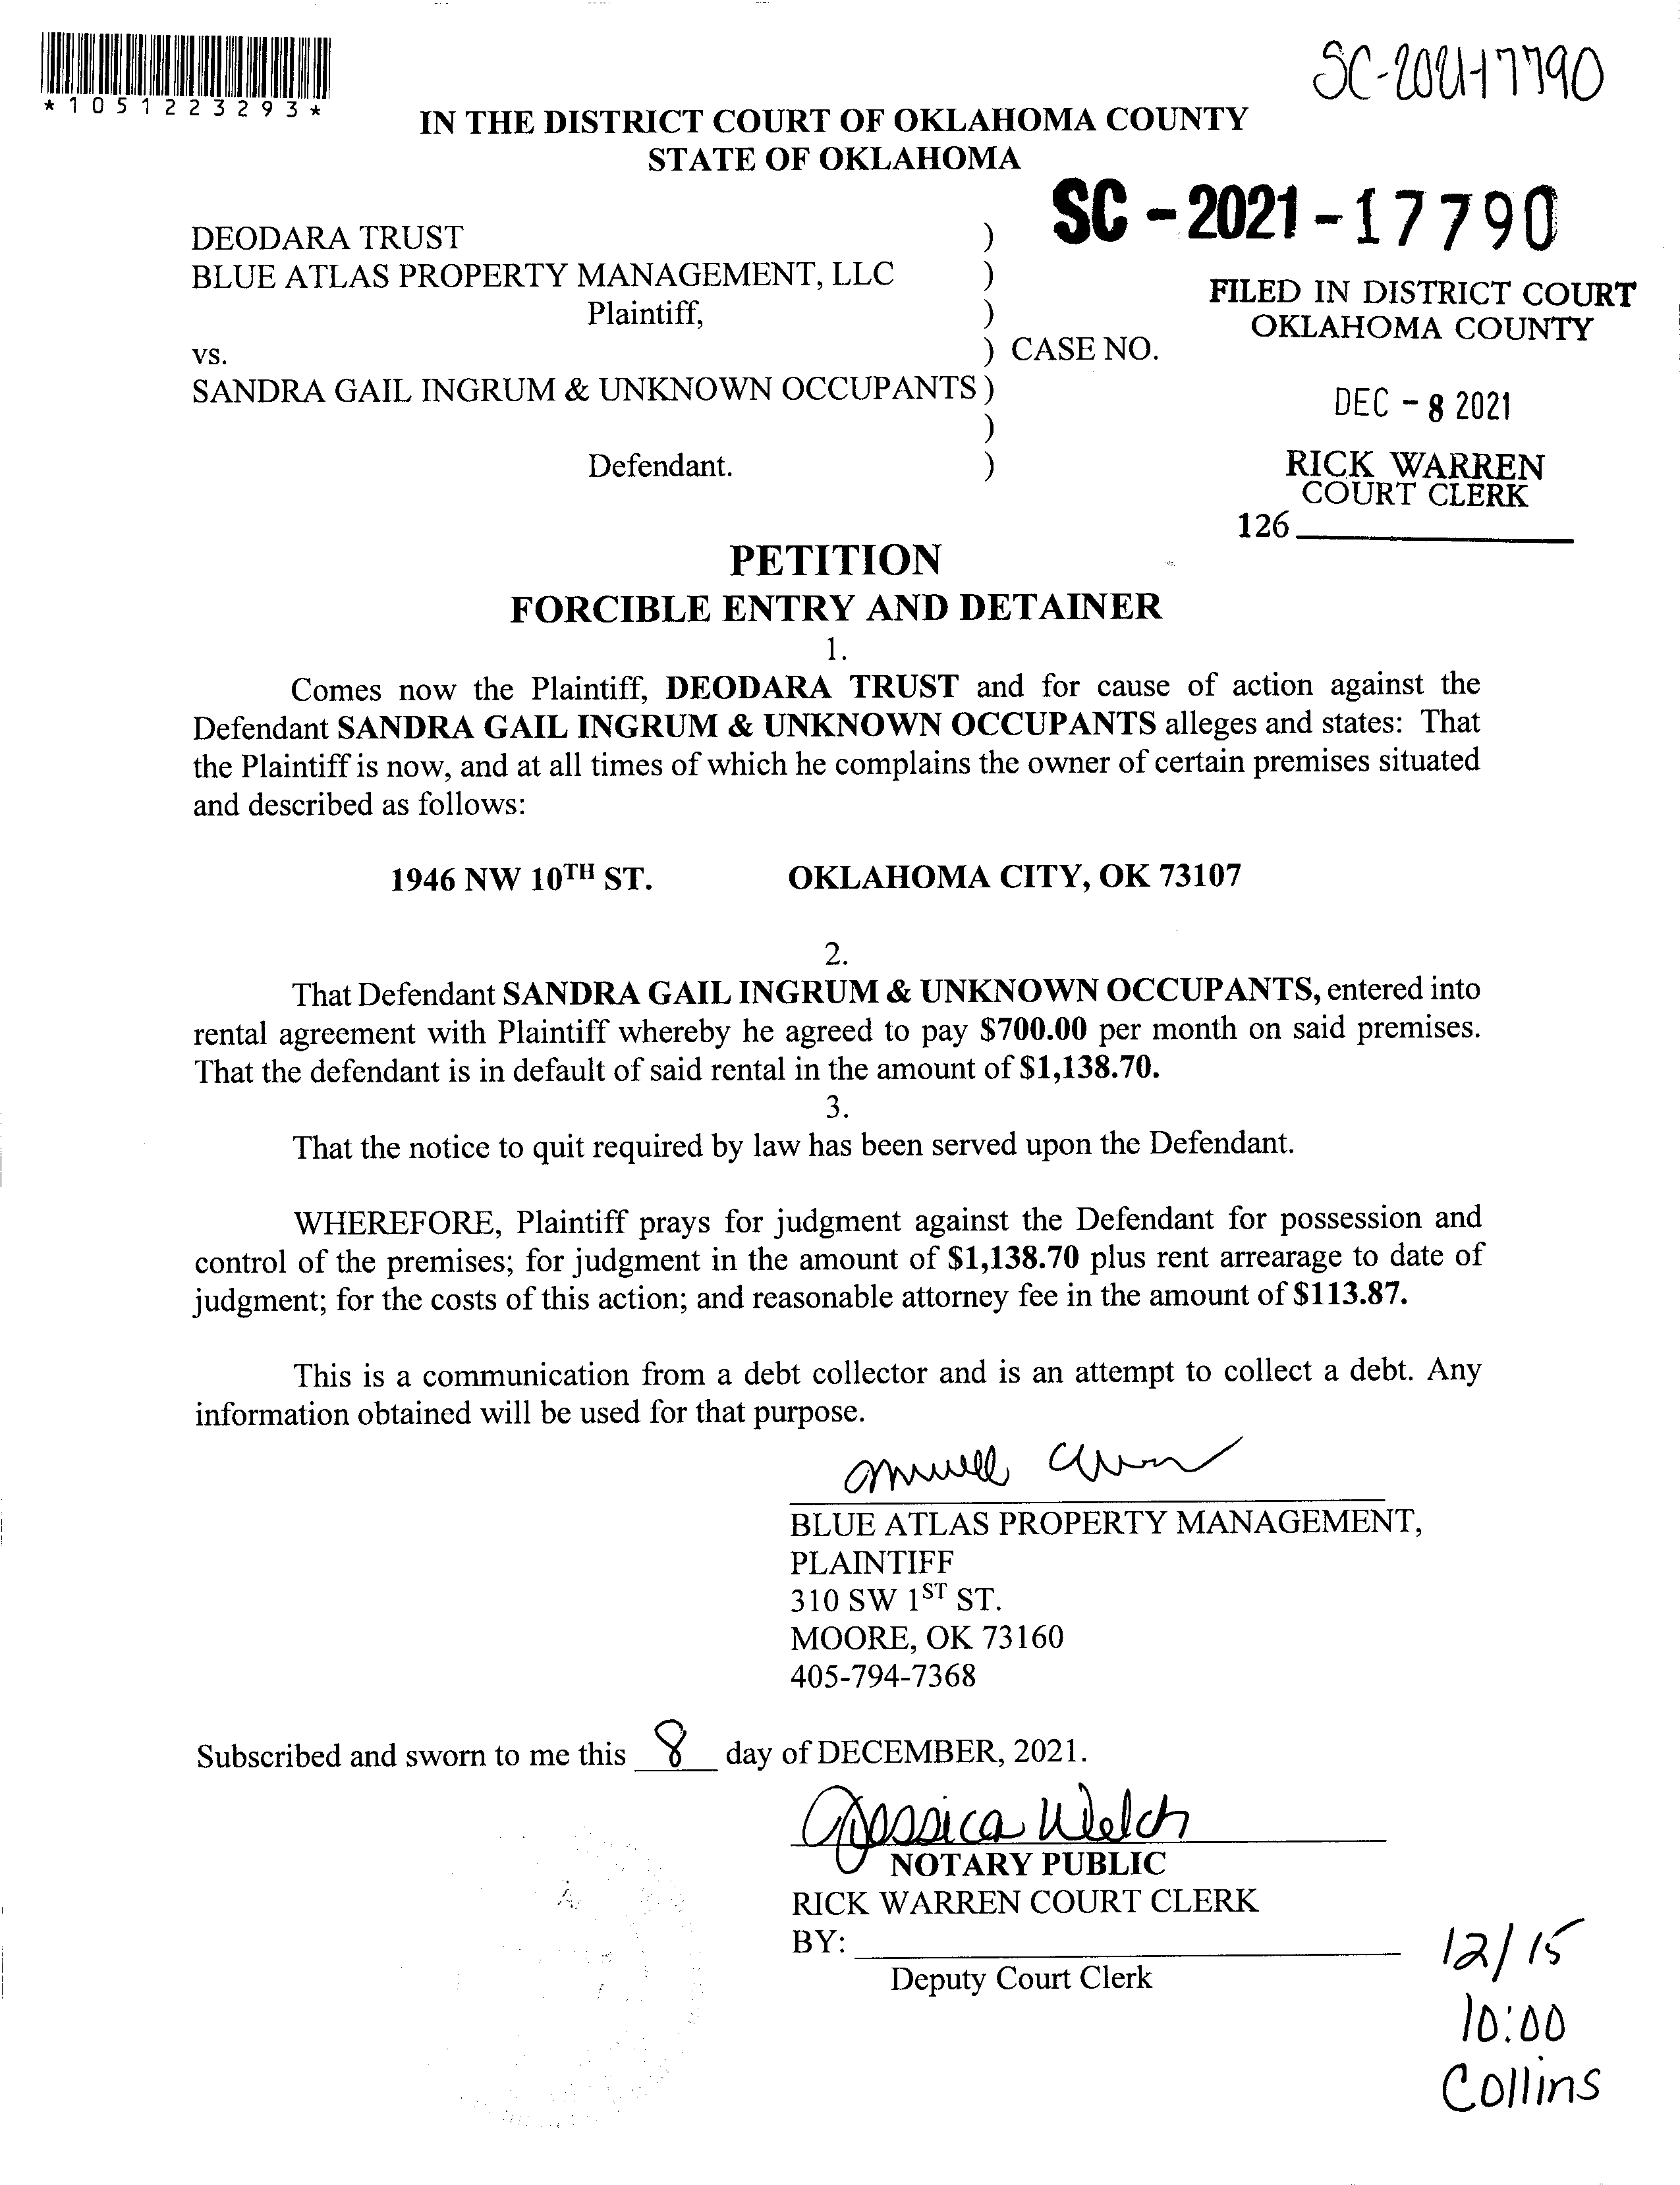 *1051223293*
SC-2021-17790
IN THE DISTRICT COURT OF OKLAHOMA COUNTY
STATE OF OKLAHOMA
SC - 2021 - 17790
DEODARA TRUST )
BLUE ATLAS PROPERTY MANAGEMENT, LLC )
Plaintiff, )
vs. ) CASE NO.
SANDRA GAIL INGRUM & UNKNOWN OCCUPANTS )
)
Defendant. )
FILED IN DISTRICT COURT
OKLAHOMA COUNTY
DEC - 8 2021
RICK WARREN
COURT CLERK
126
PETITION
FORCIBLE ENTRY AND DETAINER
1.
Comes now the Plaintiff, DEODARA TRUST and for cause of action against the
Defendant SANDRA GAIL INGRUM & UNKNOWN OCCUPANTS alleges and states: That
the Plaintiff is now, and at all times of which he complains the owner of certain premises situated
and described as follows:
1946 NW 10TH ST. OKLAHOMA CITY, OK 73107
2.
That Defendant SANDRA GAIL INGRUM & UNKNOWN OCCUPANTS, entered into
rental agreement with Plaintiff whereby he agreed to pay $700.00 per month on said premises.
That the defendant is in default of said rental in the amount of $1,138.70.
3.
That the notice to quit required by law has been served upon the Defendant.
WHEREFORE, Plaintiff prays for judgment against the Defendant for possession and
control of the premises; for judgment in the amount of $1,138.70 plus rent arrearage to date of
judgment; for the costs of this action; and reasonable attorney fee in the amount of $113.87.
This is a communication from a debt collector and is an attempt to collect a debt. Any
information obtained will be used for that purpose.
BLUE ATLAS PROPERTY MANAGEMENT,
PLAINTIFF
310 SW 1ST ST.
MOORE, OK 73160
405-794-7368
Subscribed and sworn to me this 8 day of DECEMBER, 2021.
Jessica Welch
NOTARY PUBLIC
RICK WARREN COURT CLERK
BY:
Deputy Court Clerk
12/15
10:00
Collins